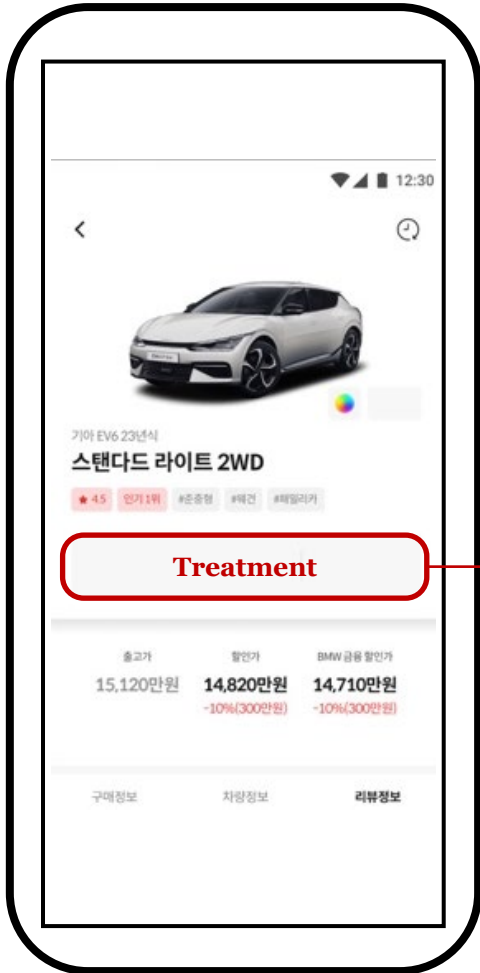 12:30
기아 EV6 23년식
스탠다드 라이트 2WD
★ 4.5 인기 1위 #준중형 #왜건 #패밀리카
Treatment
출고가 할인가 BMW 금융 할인가
15,120만원 14,820만원 14,710만원
-10%(300만원) -10%(300만원)
구매정보 차량정보 리뷰정보